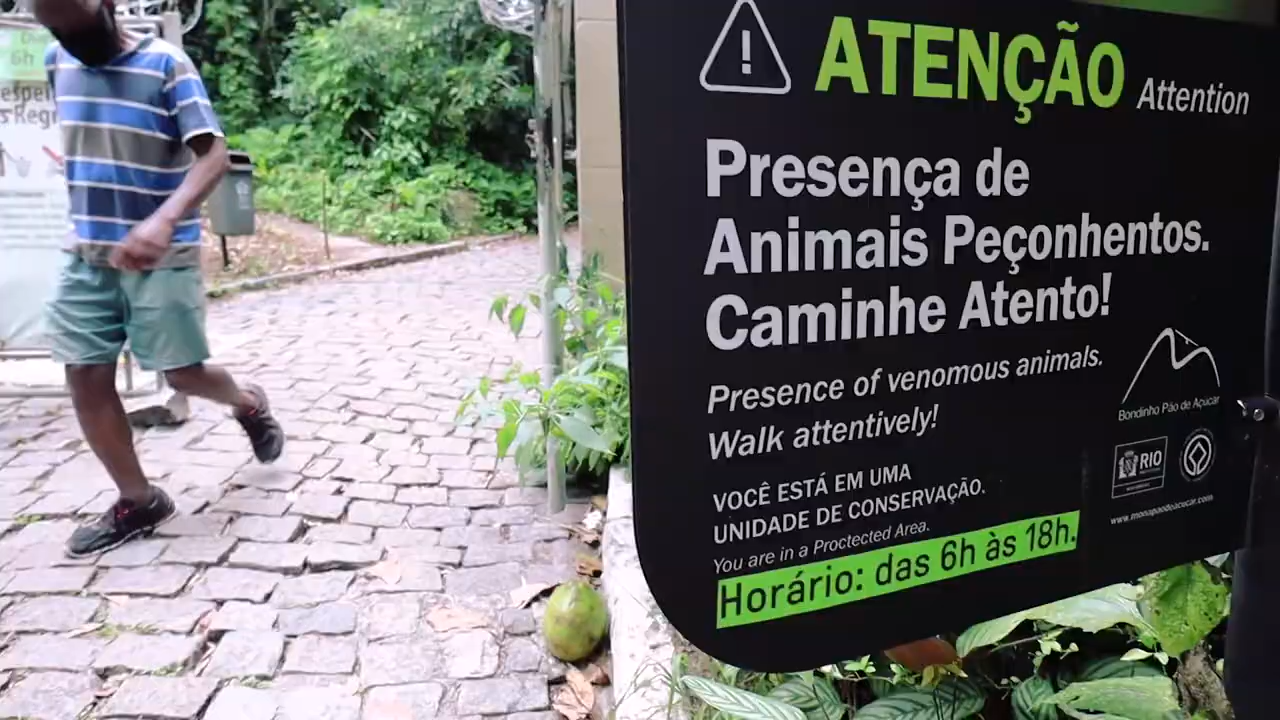 6h
ATENÇÃO Attention
Presença de
Animais Peçonhentos.
Caminhe Atento!
Presence of venomous animals.
Walk attentively!
VOCÊ ESTÁ EM UMA
UNIDADE DE CONSERVAÇÃO.
You are in a Proctected Area.
Horário: das 6h às 18h.
Bondinho Pão de Açúcar
RIO
www.monapaodeacucar.com